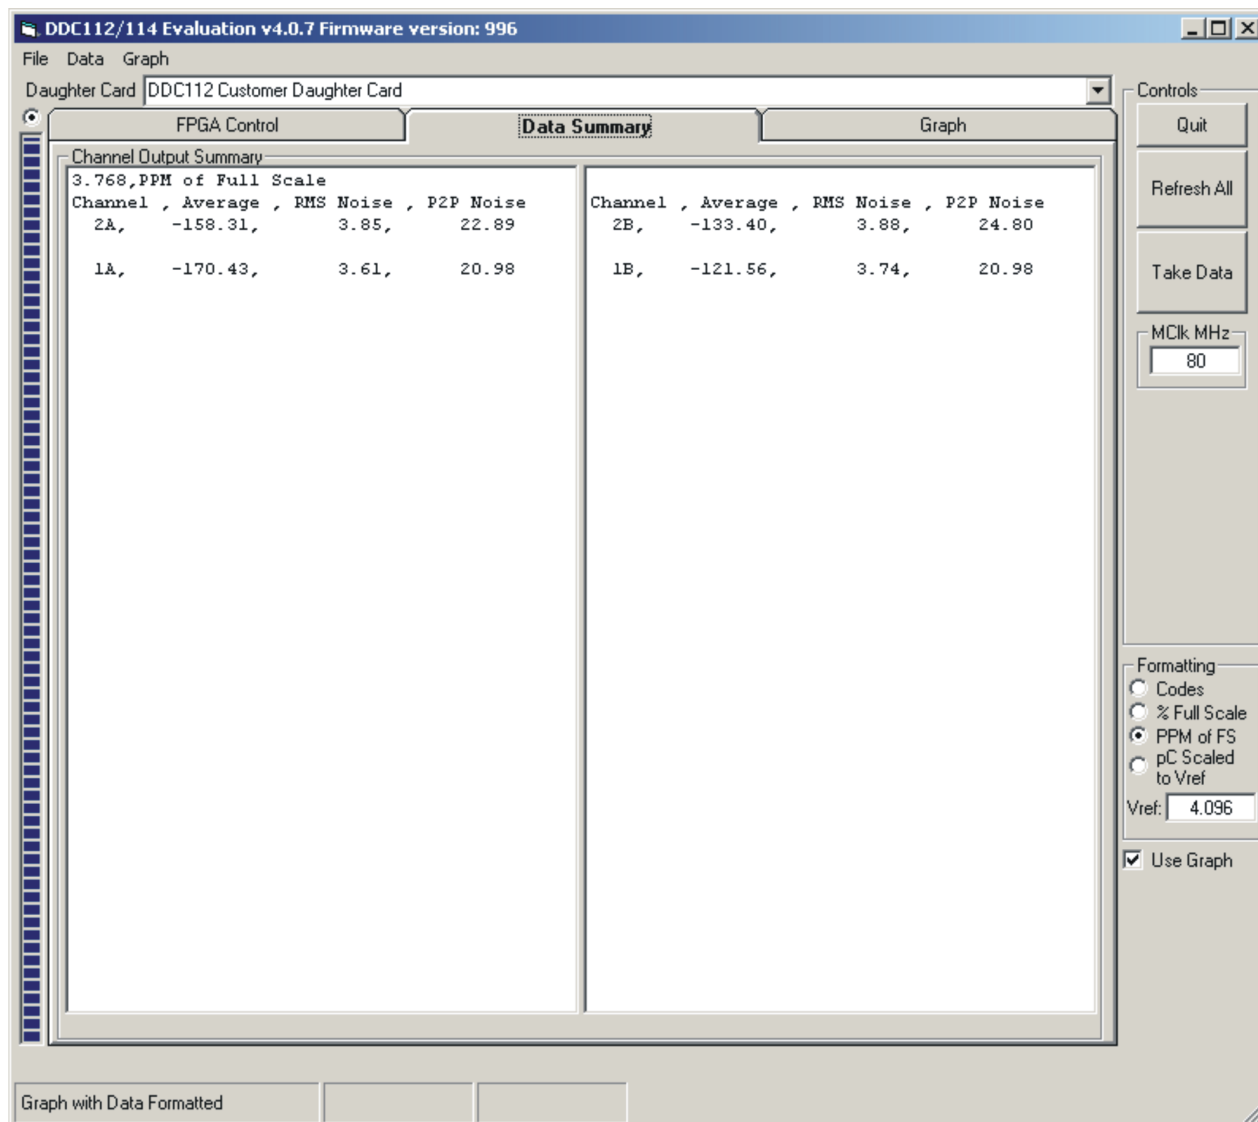 DDC112/114 Evaluation v4.0.7 Firmware version: 996
File Data Graph
Daughter Card DDC112 Customer Daughter Card
FPGA Control Data Summary Graph
Channel Output Summary
3.768,PPM of Full Scale
Channel , Average , RMS Noise , P2P Noise
2A, -158.31, 3.85, 22.89
1A, -170.43, 3.61, 20.98
Channel , Average , RMS Noise , P2P Noise
2B, -133.40, 3.88, 24.80
1B, -121.56, 3.74, 20.98
Controls
Quit
Refresh All
Take Data
MClk MHz
80
Formatting
Codes
% Full Scale
PPM of FS
pC Scaled
to Vref
Vref: 4.096
Use Graph
Graph with Data Formatted